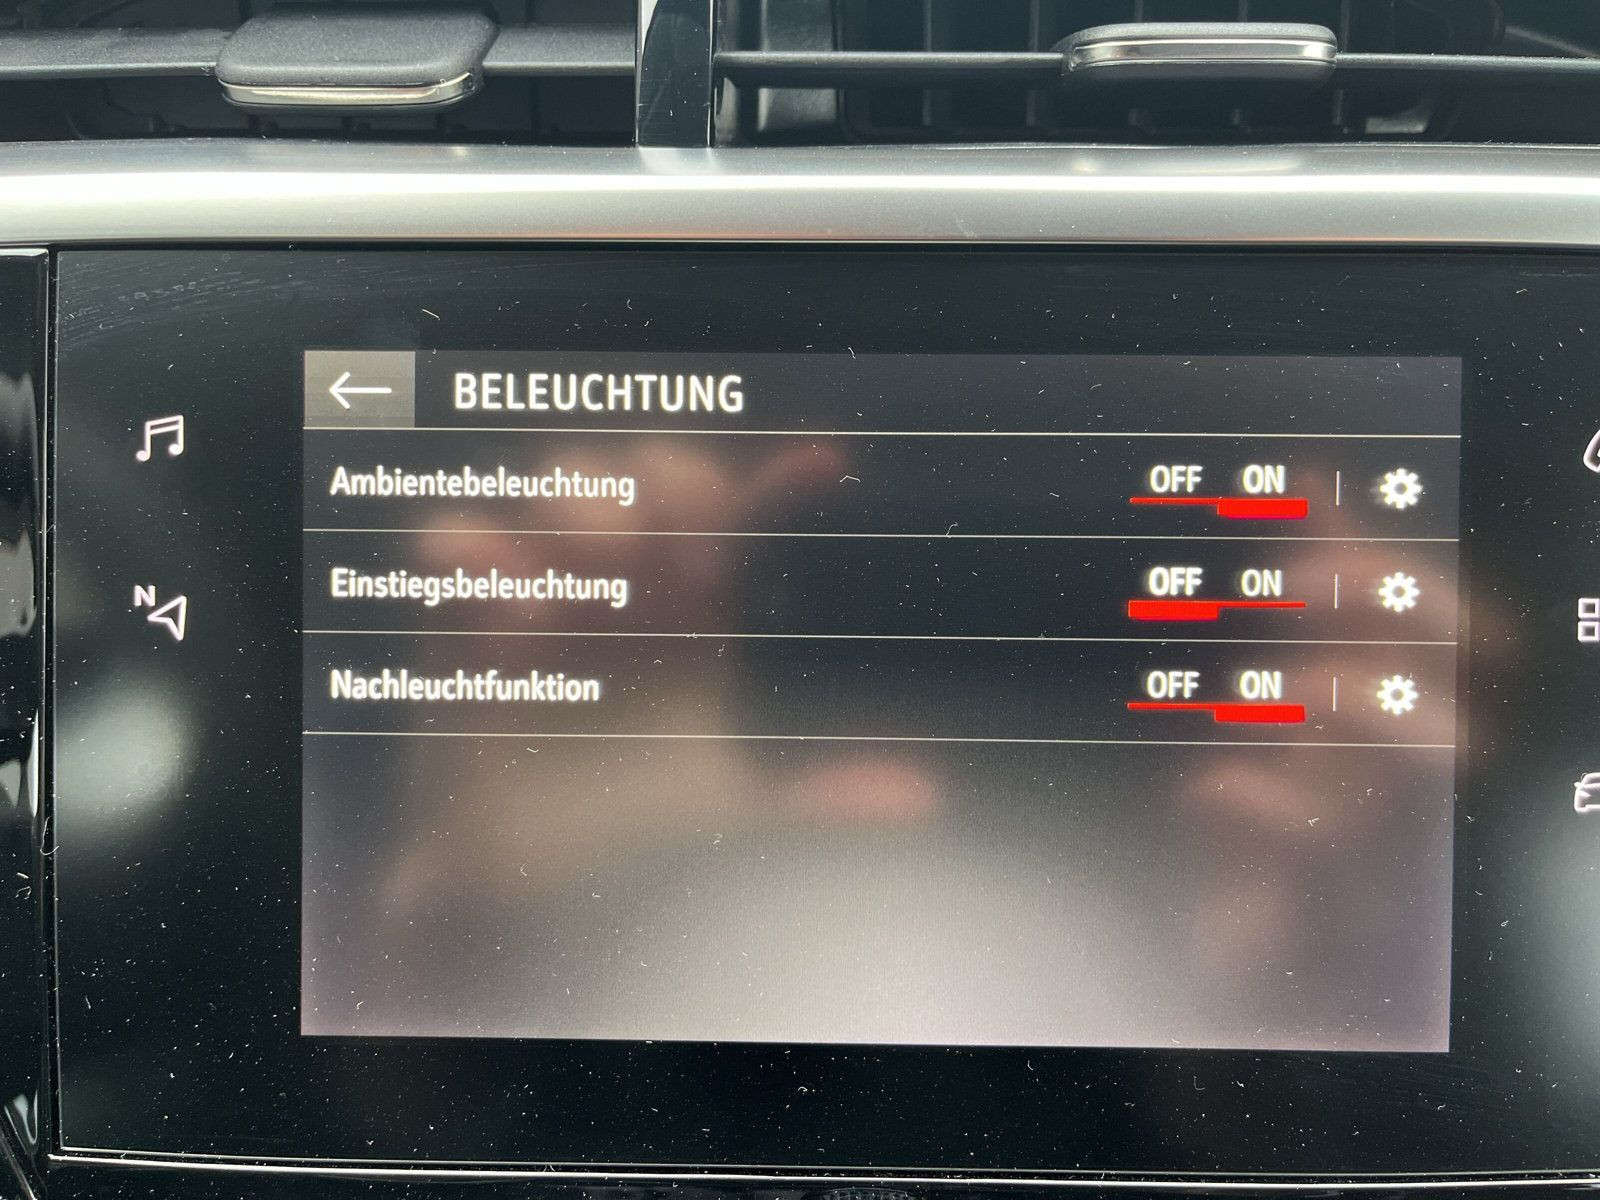 BELEUCHTUNG
Ambientebeleuchtung OFF ON
N
Einstiegsbeleuchtung OFF ON
Nachleuchtfunktion OFF ON